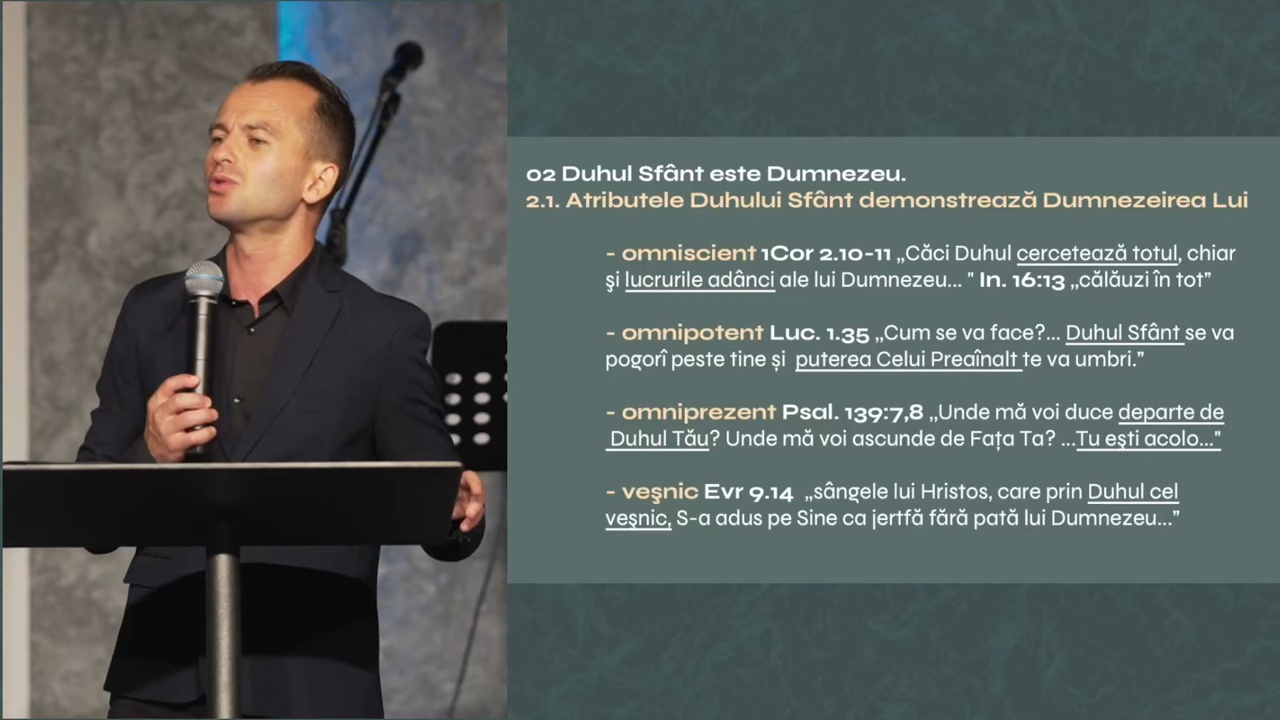 02 Duhul Sfânt este Dumnezeu.
2.1. Atributele Duhului Sfânt demonstrează Dumnezeirea Lui
- omniscient 1Cor 2.10-11 „Căci Duhul cercetează totul, chiar
şi lucrurile adânci ale lui Dumnezeu... " In. 16:13 „călăuzi în tot”
- omnipotent Luc. 1.35 „Cum se va face?... Duhul Sfânt se va
pogorî peste tine și puterea Celui Preaînalt te va umbri.”
- omniprezent Psal. 139:7,8 „Unde mă voi duce departe de
Duhul Tău? Unde mă voi ascunde de Fața Ta? ...Tu eşti acolo..."
- veşnic Evr 9.14 „sângele lui Hristos, care prin Duhul cel
veşnic, S-a adus pe Sine ca jertfă fără pată lui Dumnezeu...”